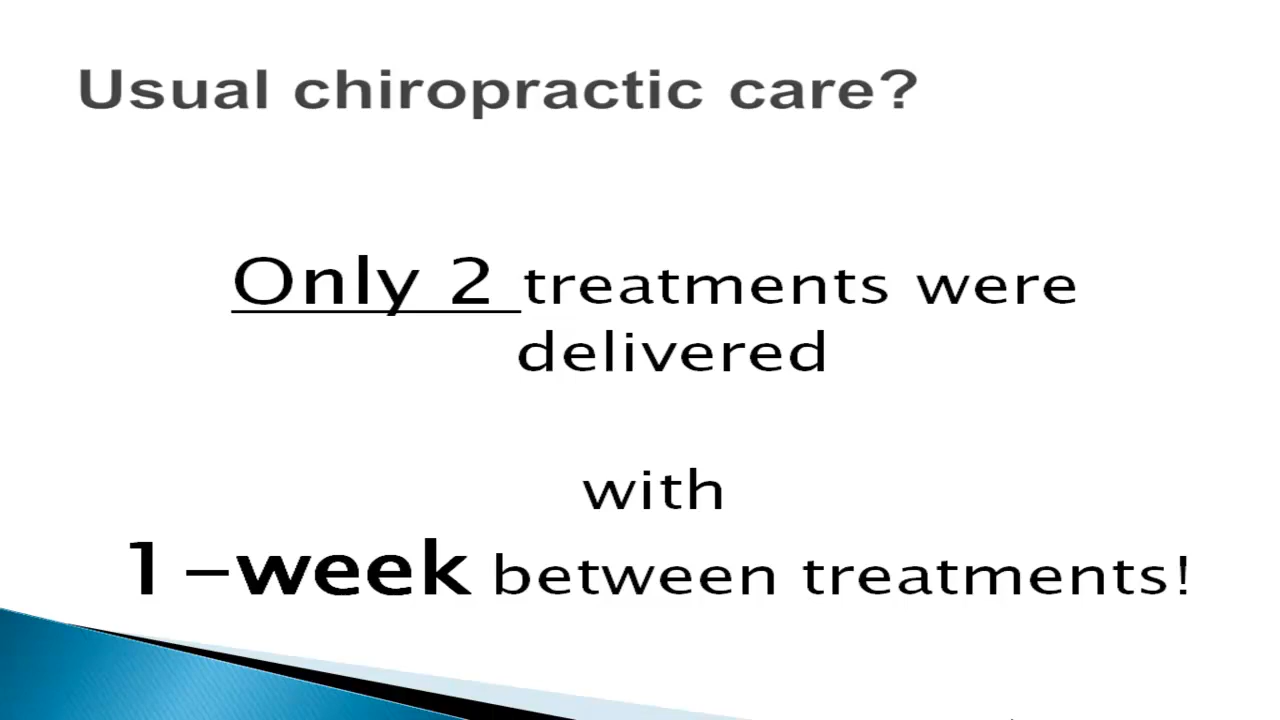 Usual chiropractic care?
Only 2 treatments were
delivered
with
1-week between treatments!